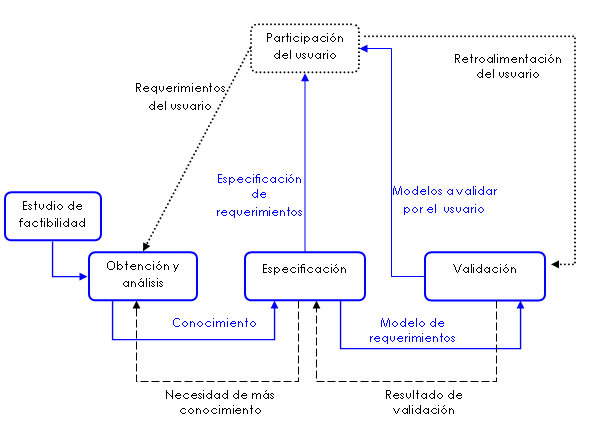 Participación
del usuario
Retroalimentación
del usuario
Requerimientos
del usuario
Especificación
de
requerimientos
Modelos a validar
por el usuario
Estudio de
factibilidad
Obtención y
análisis
Especificación
Validación
Conocimiento
Modelo de
requerimientos
Necesidad de más
conocimiento
Resultado de
validación